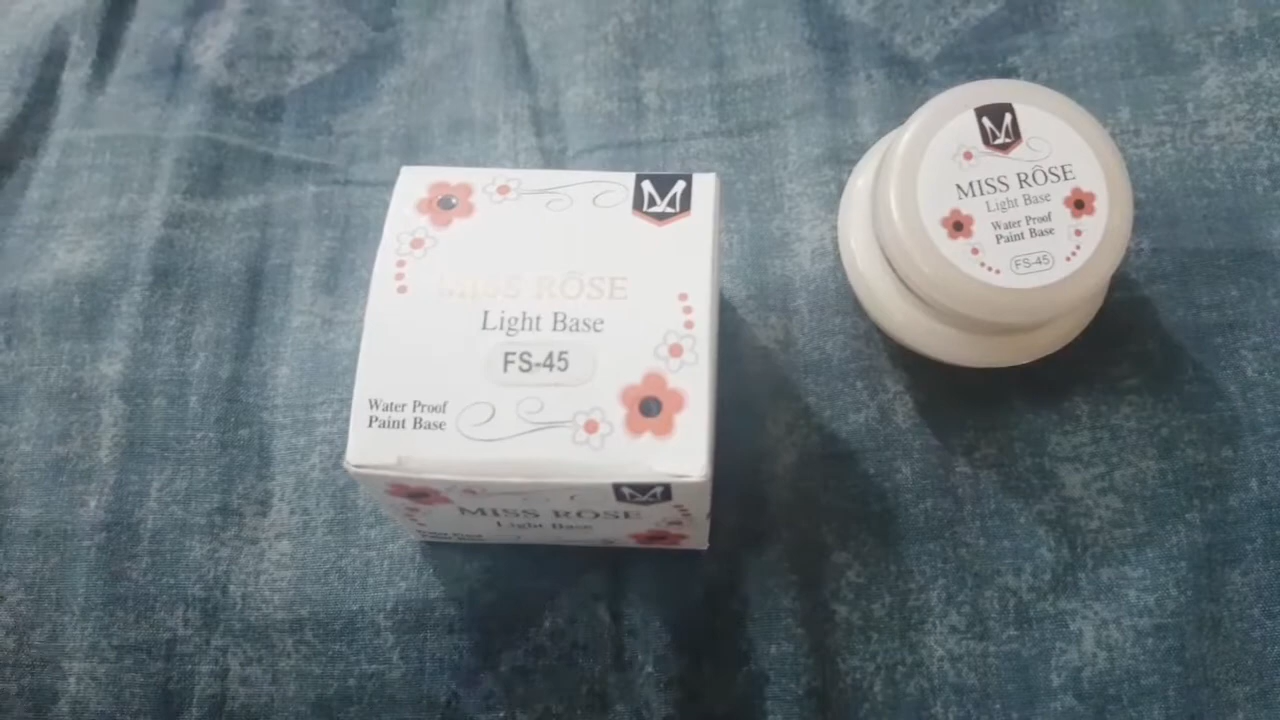 MISS RÔSE
Light Base
FS-45
Water Proof
Paint Base
MISS RÔSE
Light Base
MISS RÔSE
Light Base
Water Proof
Paint Base
FS-45